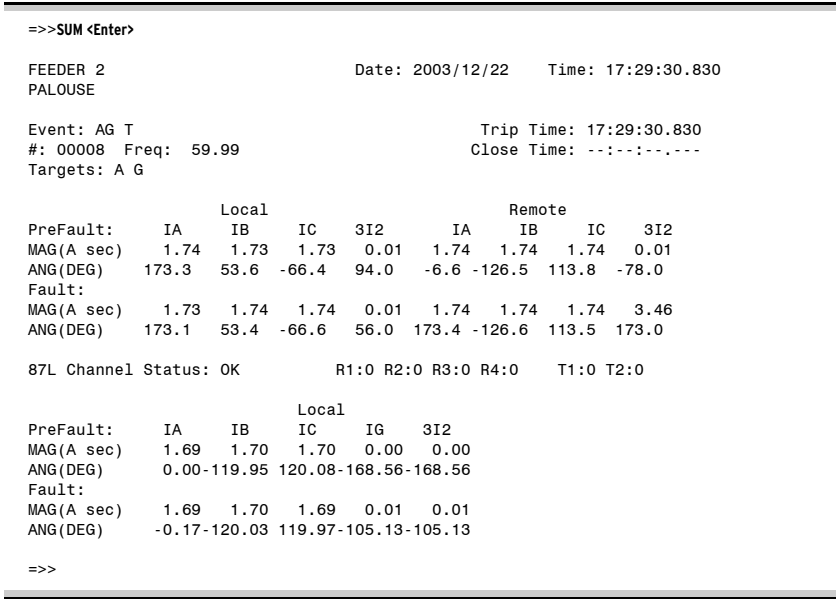 =>>SUM <Enter>
FEEDER 2                               Date: 2003/12/22    Time: 17:29:30.830
PALOUSE
Event: AG T                                         Trip Time: 17:29:30.830
#: 00008  Freq:  59.99                             Close Time: --:--:--.---
Targets: A G
                       Local                             Remote
PreFault:      IA     IB     IC    3I2        IA     IB      IC     3I2
MAG(A sec)    1.74   1.73   1.73   0.01    1.74   1.74    1.74    0.01
ANG(DEG)     173.3   53.6  -66.4   94.0    -6.6 -126.5   113.8   -78.0
Fault:
MAG(A sec)    1.73   1.74   1.74   0.01    1.74   1.74    1.74    3.46
ANG(DEG)     173.1   53.4  -66.6   56.0   173.4 -126.6   113.5   173.0
87L Channel Status: OK          R1:0 R2:0 R3:0 R4:0    T1:0 T2:0
                                Local
PreFault:      IA      IB      IC      IG     3I2
MAG(A sec)    1.69    1.70    1.70    0.00    0.00
ANG(DEG)      0.00-119.95 120.08-168.56-168.56
Fault:
MAG(A sec)    1.69    1.70    1.69    0.01    0.01
ANG(DEG)     -0.17-120.03 119.97-105.13-105.13
=>>